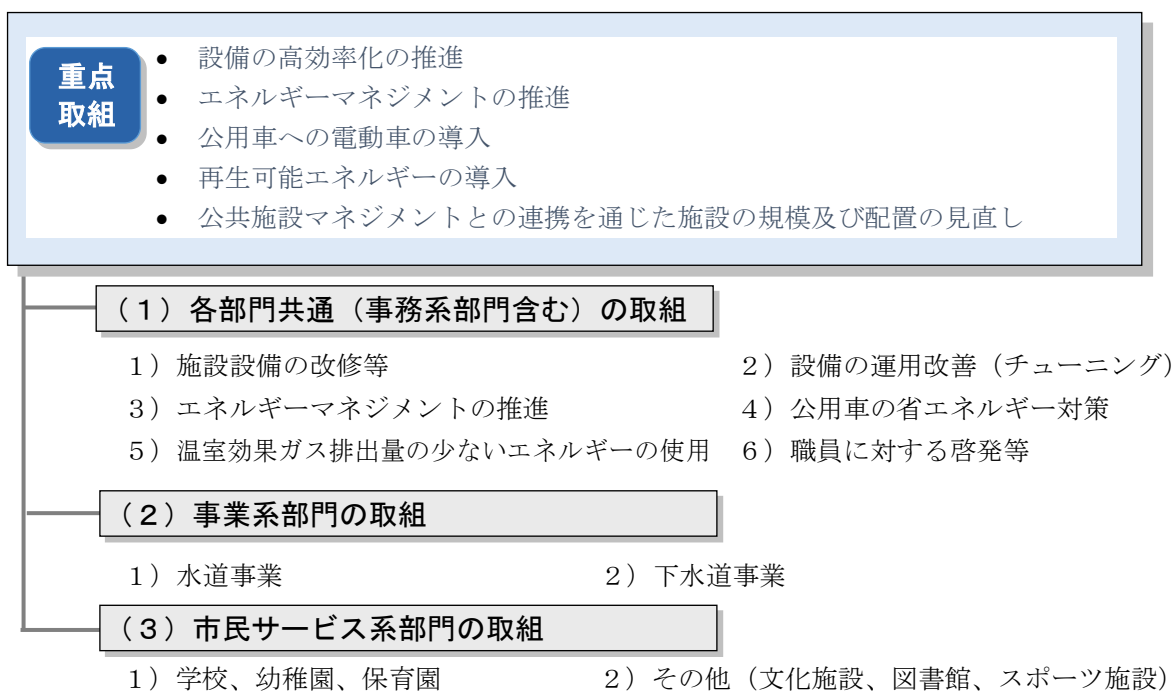 重点
取組
• 設備の高効率化の推進
• エネルギーマネジメントの推進
• 公用車への電動車の導入
• 再生可能エネルギーの導入
• 公共施設マネジメントとの連携を通じた施設の規模及び配置の見直し
（１）各部門共通（事務系部門含む）の取組
１）施設設備の改修等　２）設備の運用改善（チューニング）
３）エネルギーマネジメントの推進　４）公用車の省エネルギー対策
５）温室効果ガス排出量の少ないエネルギーの使用　６）職員に対する啓発等
（２）事業系部門の取組
１）水道事業　２）下水道事業
（３）市民サービス系部門の取組
１）学校、幼稚園、保育園　２）その他（文化施設、図書館、スポーツ施設）